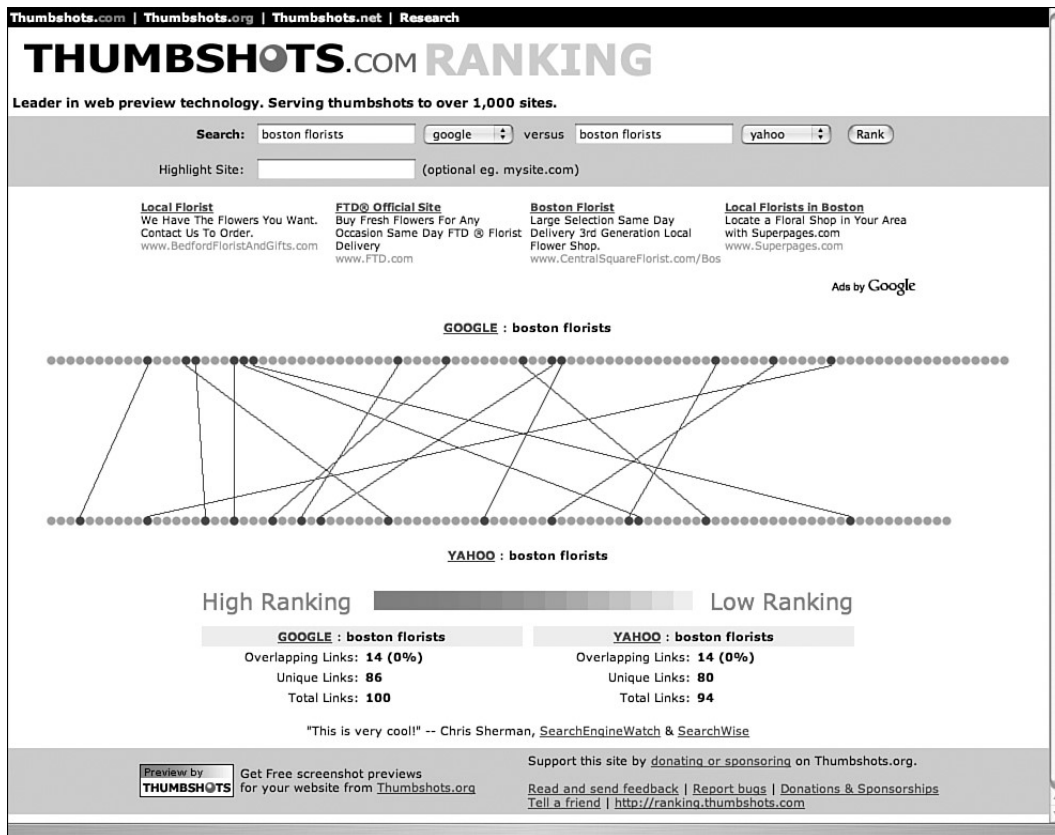 Thumbshots.com | Thumbshots.org | Thumbshots.net | Research
THUMBSHOTS.COM RANKING
Leader in web preview technology. Serving thumbshots to over 1,000 sites.
Search: boston florists google versus boston florists yahoo Rank
Highlight Site: (optional eg. mysite.com)
Local Florist
We Have The Flowers You Want.
Contact Us To Order.
www.BedfordFloristAndGifts.com
FTD® Official Site
Buy Fresh Flowers For Any
Occasion Same Day FTD ® Florist
Delivery
www.FTD.com
Boston Florist
Large Selection Same Day
Delivery 3rd Generation Local
Flower Shop.
www.CentralSquareFlorist.com/Bos
Local Florists in Boston
Locate a Floral Shop in Your Area
with Superpages.com
www.Superpages.com
Ads by Google
GOOGLE : boston florists
YAHOO : boston florists
High Ranking Low Ranking
GOOGLE : boston florists
Overlapping Links: 14 (0%)
Unique Links: 86
Total Links: 100
YAHOO : boston florists
Overlapping Links: 14 (0%)
Unique Links: 80
Total Links: 94
"This is very cool!" -- Chris Sherman, SearchEngineWatch & SearchWise
Preview by
THUMBSHOTS
Get Free screenshot previews
for your website from Thumbshots.org
Support this site by donating or sponsoring on Thumbshots.org.
Read and send feedback | Report bugs | Donations & Sponsorships
Tell a friend | http://ranking.thumbshots.com